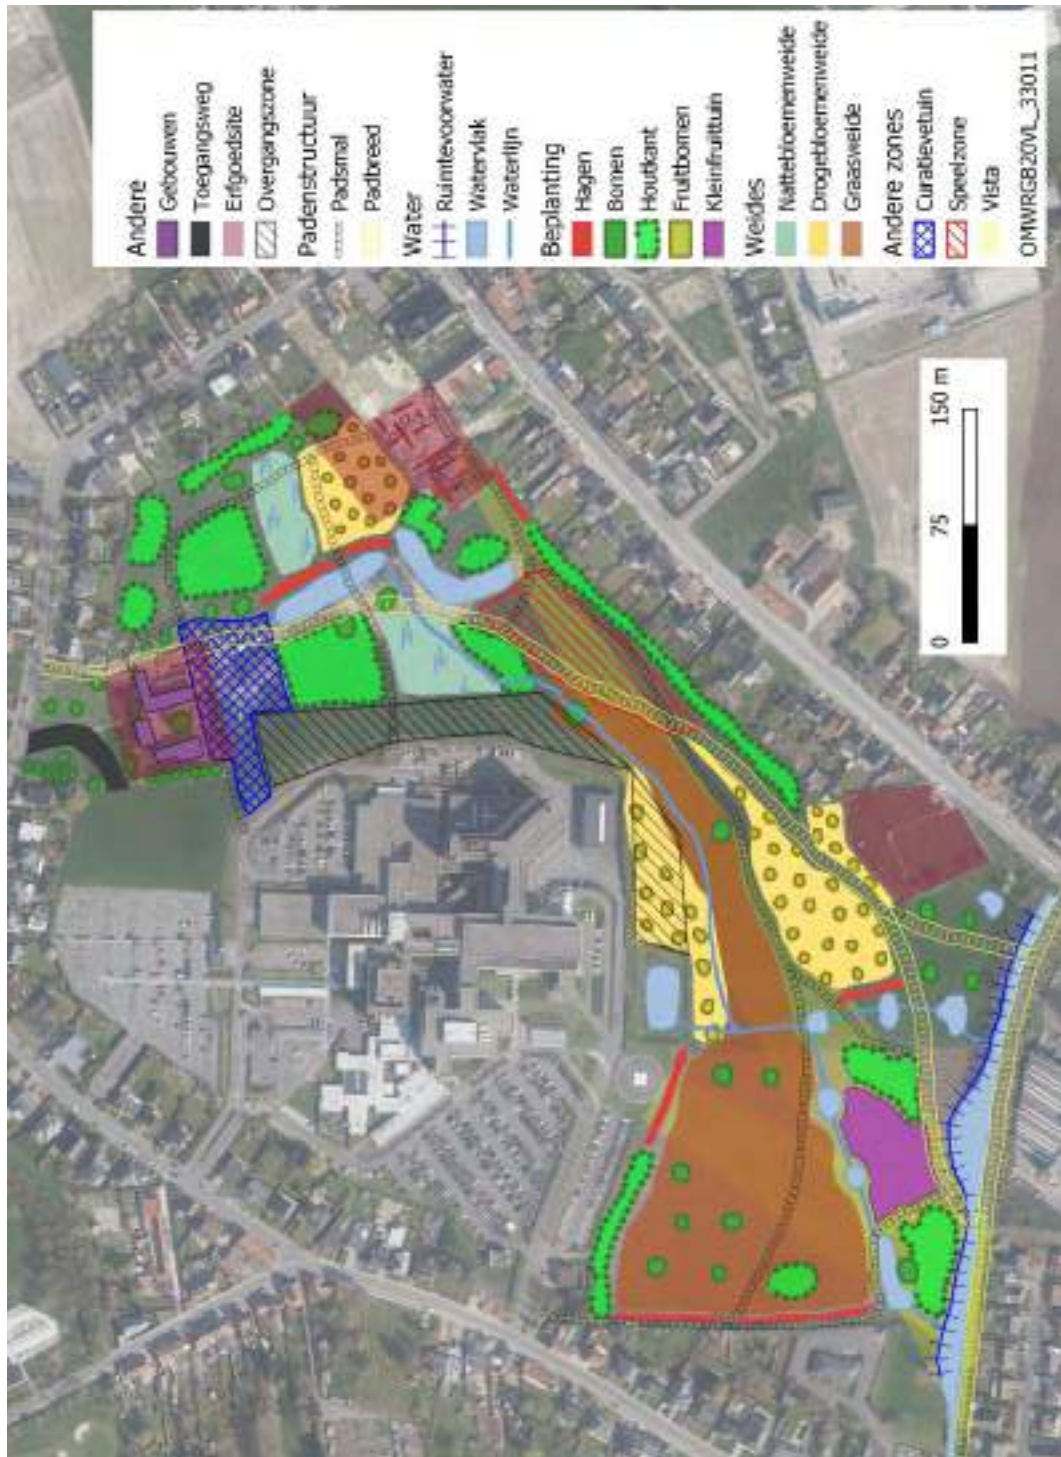 Andere
Gebouwen
Toegangsweg
Erfgoedsite
Overgangszone
Padenstructuur
Padsmal
Padbreed
Water
Ruimtevoorwater
Watervlak
Waterlijn
Beplanting
Hagen
Bomen
Houtkant
Fruitbomen
Kleinfruittuin
Weides
Nattebloemenweide
Drogebloemenweide
Graasweide
Andere zones
Curatievetuin
Speelzone
Vista
OMWRGB20VL_33011
0 75 150 m